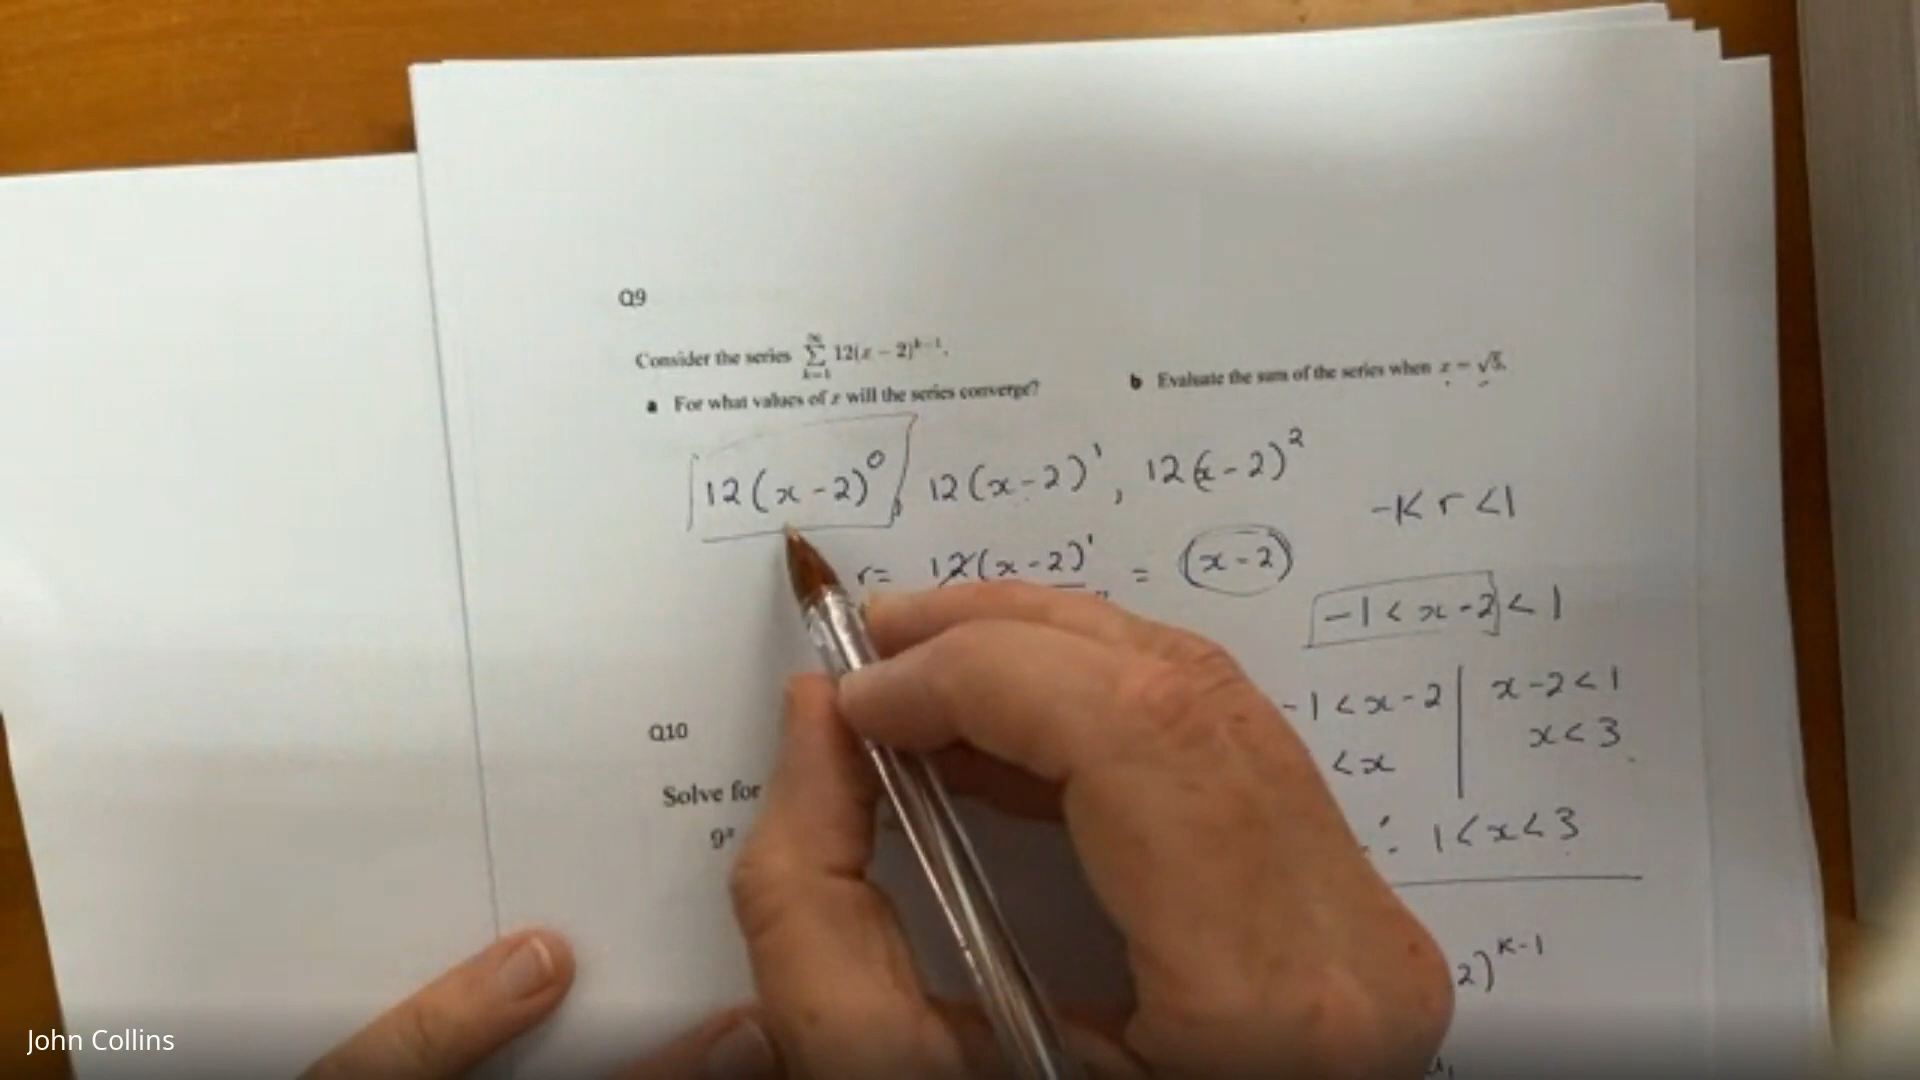 Q9
Consider the series ∞ Σ k=1 12(x − 2)^{k−1}.
a For what values of x will the series converge?
b Evaluate the sum of the series when x = √5.
12(x-2)^0, 12(x-2)^1, 12(x-2)^2
-1< r <1
r= 12(x-2)^1 = (x-2)
-1 < x -2 < 1
-1 < x - 2 | x-2 < 1
< x | x < 3
∴ 1 < x < 3
Q10
Solve for
9^x
2)^{k-1}
John Collins